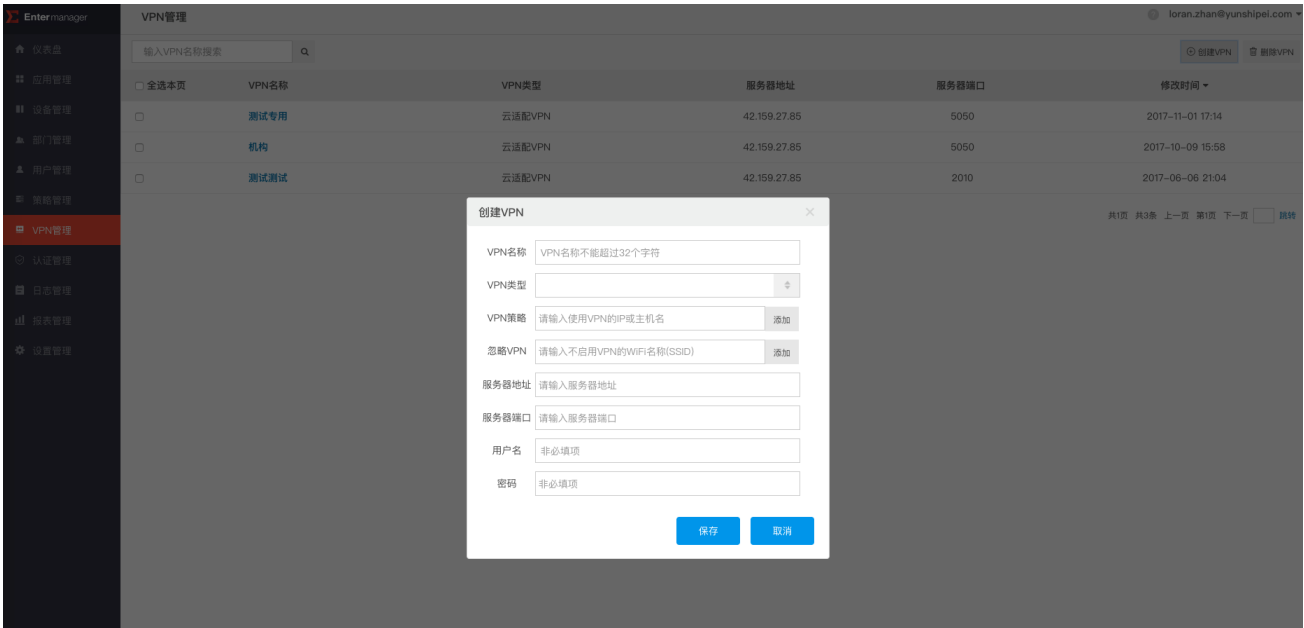 Entermanager
VPN管理
loran.zhan@yunshipei.com
仪表盘
应用管理
设备管理
部门管理
用户管理
策略管理
VPN管理
认证管理
日志管理
报表管理
设置管理
输入VPN名称搜索
创建VPN 删除VPN
全选本页 VPN名称 VPN类型 服务器地址 服务器端口 修改时间
测试专用 云适配VPN 42.159.27.85 5050 2017-11-01 17:14
机构 云适配VPN 42.159.27.85 5050 2017-10-09 15:58
测试测试 云适配VPN 42.159.27.85 2010 2017-06-06 21:04
共1页 共3条 上一页 第1页 下一页 跳转
创建VPN
VPN名称 VPN名称不能超过32个字符
VPN类型
VPN策略 请输入使用VPN的IP或主机名 添加
忽略VPN 请输入不启用VPN的WiFi名称(SSID) 添加
服务器地址 请输入服务器地址
服务器端口 请输入服务器端口
用户名 非必填项
密码 非必填项
保存 取消